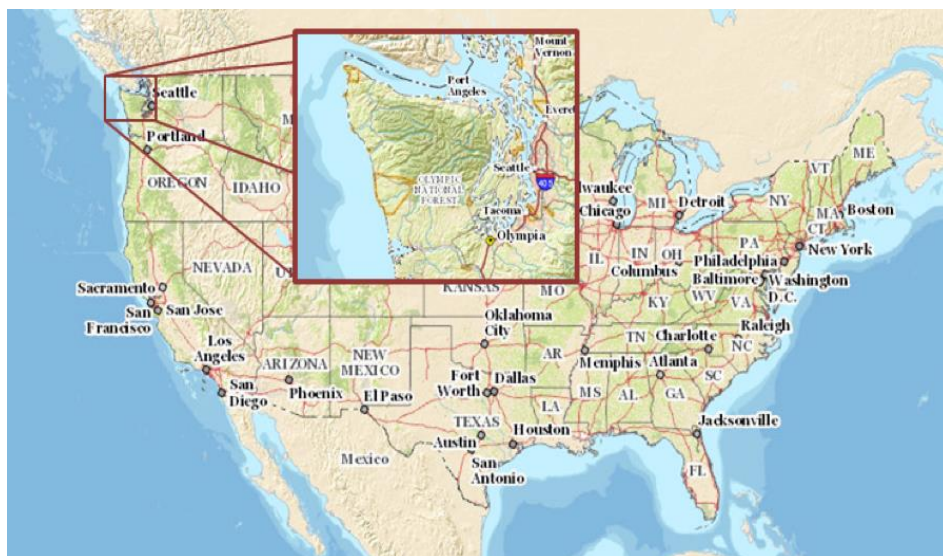 Mount
Vernon
Port
Angeles
Everet
Seattle
OLYMPIC
NATIONAL
FOREST
Seattle
405
Tacoma
Olympia
Portland
OREGON
IDAHO
M
lwaukee
Chicago
MI
Detroit
NY
VT
ME
MA
CT
Boston
New York
PA
Philadelphia
IL
IN
OH
Columbus
Baltimore
Washington
D.C.
NEVADA
U
KANSAS
MO
KY
WV
VA
Sacramento
San
Francisco
San Jose
Oklahoma
City
TN
Charlotte
Raleigh
NC
Los
Angeles
ARIZONA
NEW
MEXICO
AR
Memphis
Atlanta
SC
San
Diego
Phoenix
El Paso
Fort
Worth
Dallas
MS
AL
GA
LA
TEXAS
Austin
Houston
Jacksonville
San
Antonio
Mexico
FL